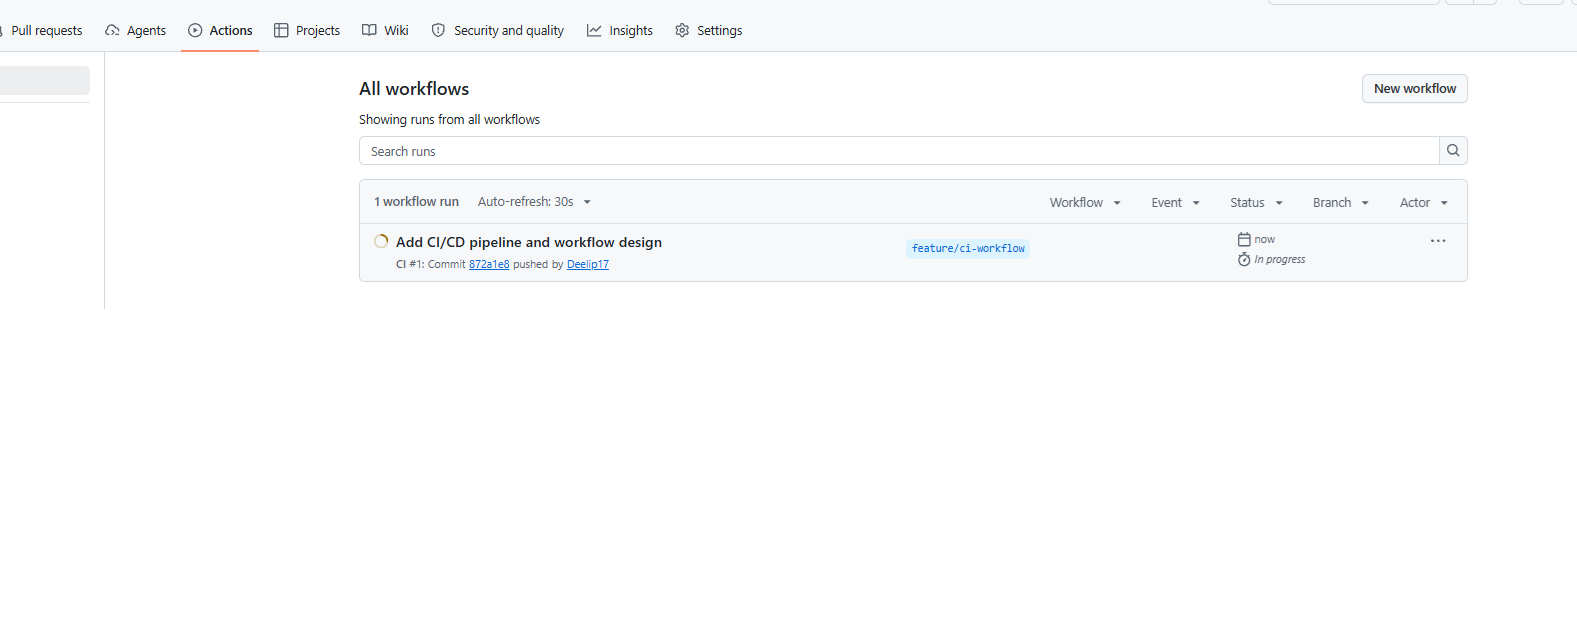 Pull requests Agents Actions Projects Wiki Security and quality Insights Settings
All workflows
New workflow
Showing runs from all workflows
Search runs
1 workflow run Auto-refresh: 30s Workflow Event Status Branch Actor
Add CI/CD pipeline and workflow design
CI #1: Commit 872a1e8 pushed by Deelip17
feature/ci-workflow
now
In progress